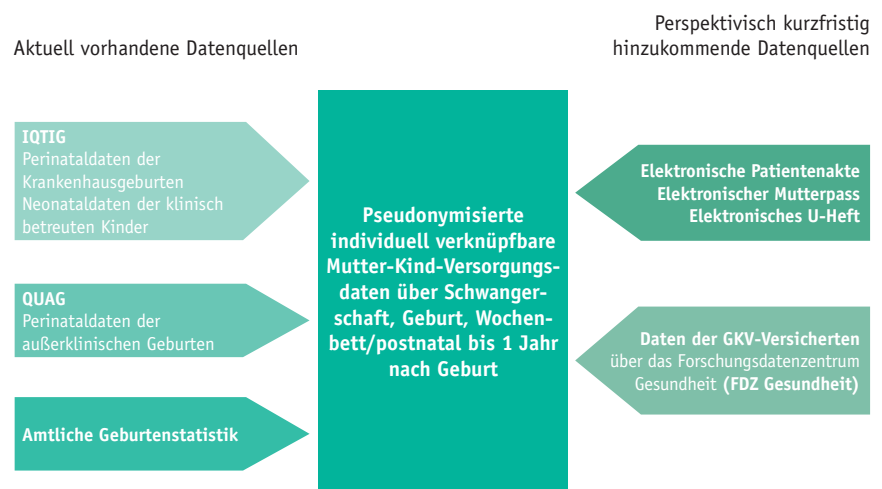 Aktuell vorhandene Datenquellen
Perspektivisch kurzfristig
hinzukommende Datenquellen
IQTIG
Perinataldaten der
Krankenhausgeburten
Neonataldaten der klinisch
betreuten Kinder
QUAG
Perinataldaten der
außerklinischen Geburten
Amtliche Geburtenstatistik
Pseudonymisierte
individuell verknüpfbare
Mutter-Kind-Versorgungs-
daten über Schwanger-
schaft, Geburt, Wochen-
bett/postnatal bis 1 Jahr
nach Geburt
Elektronische Patientenakte
Elektronischer Mutterpass
Elektronisches U-Heft
Daten der GKV-Versicherten
über das Forschungsdatenzentrum
Gesundheit (FDZ Gesundheit)